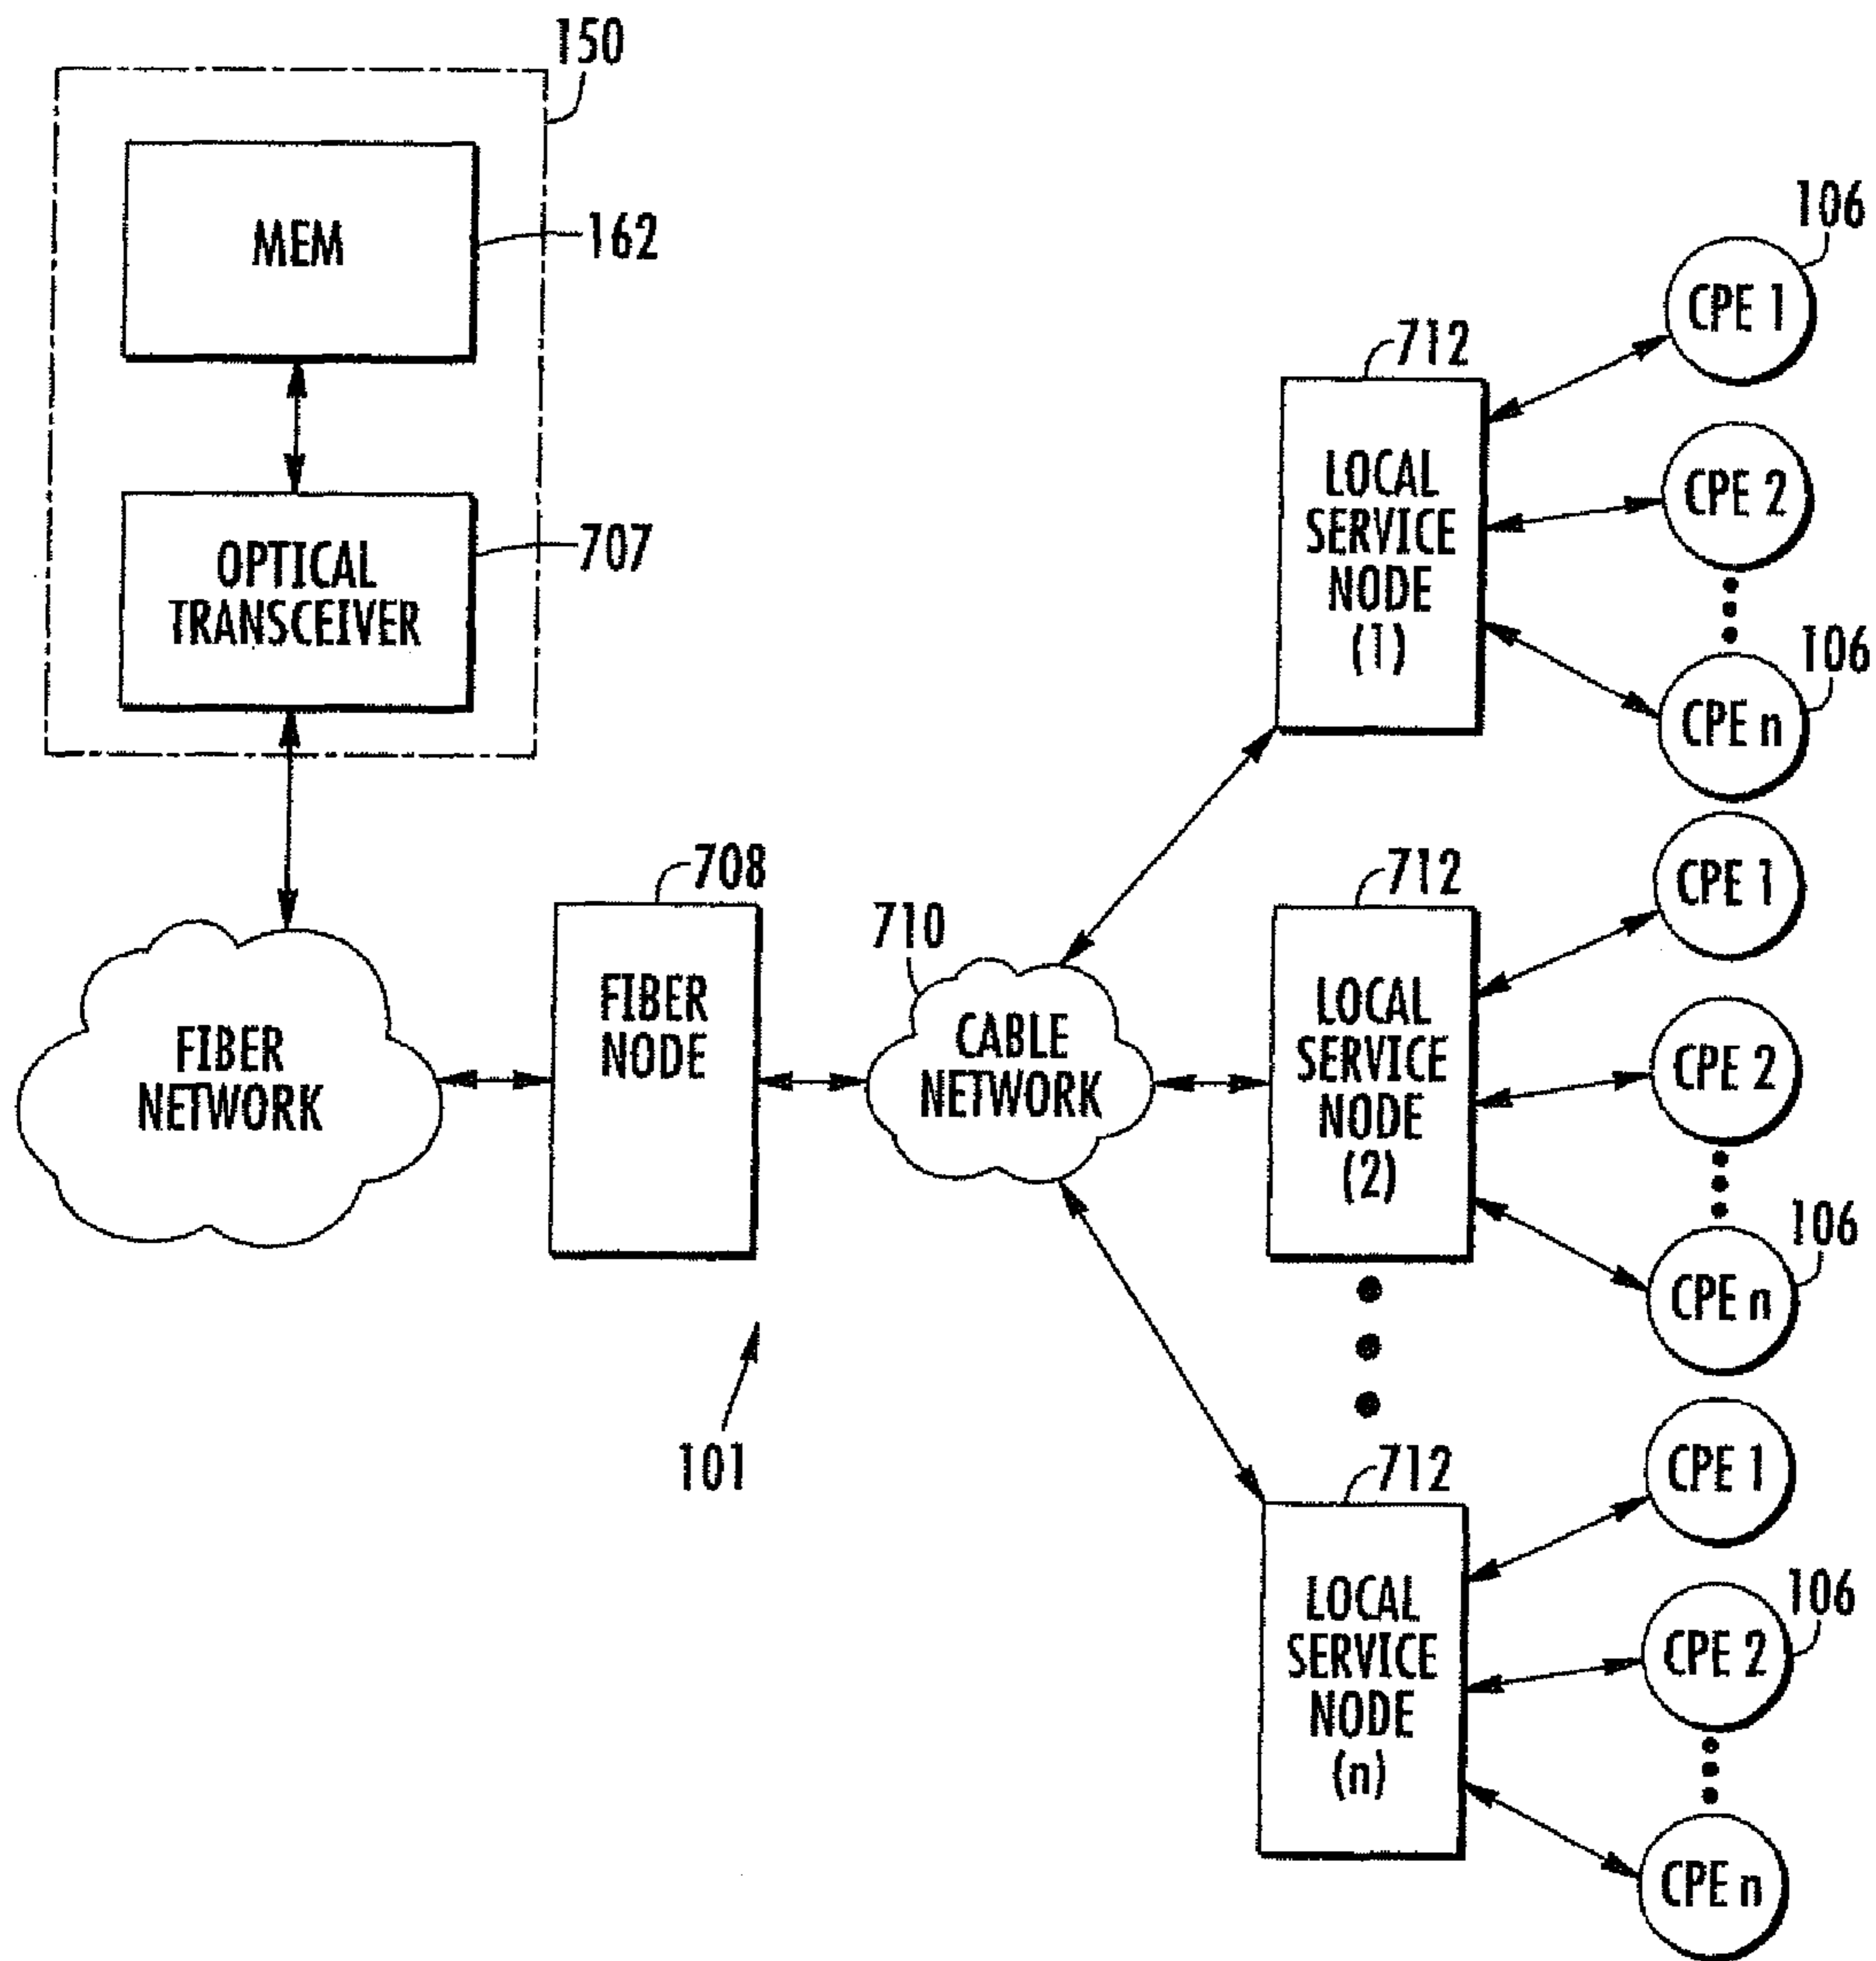 150
MEM
162
OPTICAL
TRANSCEIVER
707
FIBER
NETWORK
708
FIBER
NODE
710
CABLE
NETWORK
101
712
LOCAL
SERVICE
NODE
(1)
106
CPE 1
CPE 2
106
CPE n
712
LOCAL
SERVICE
NODE
(2)
CPE 1
CPE 2
106
CPE n
712
LOCAL
SERVICE
NODE
(n)
CPE 1
106
CPE 2
CPE n